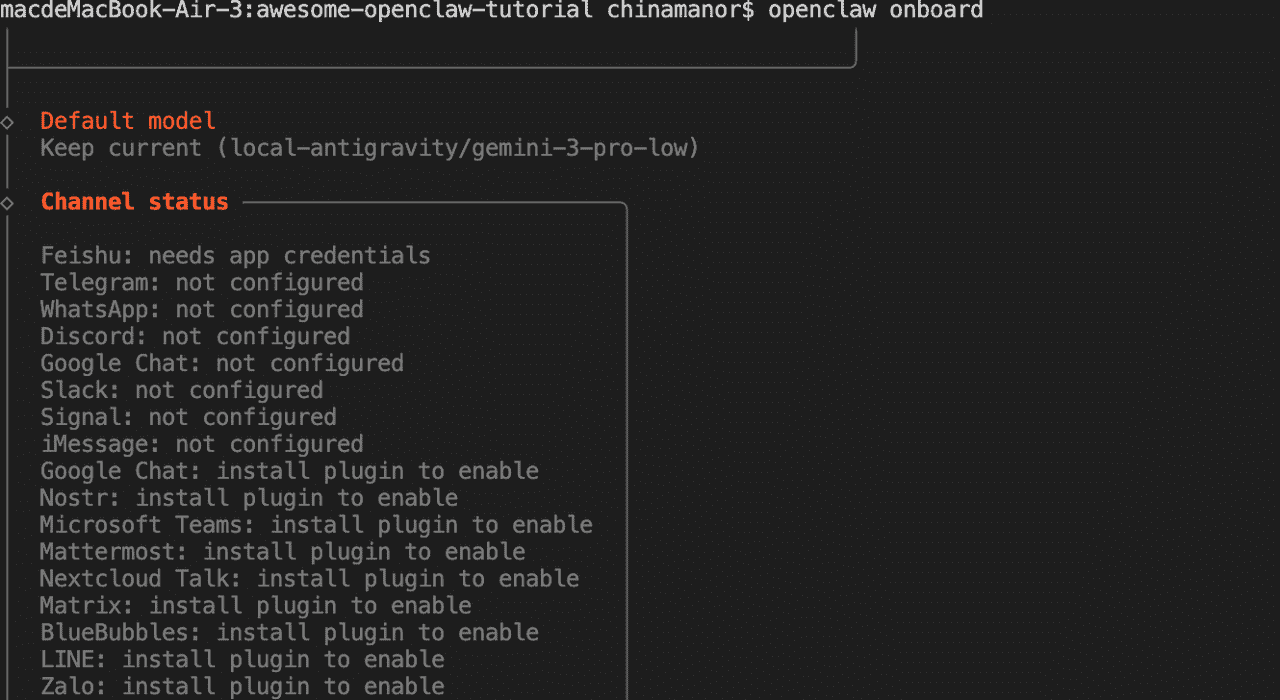 macdeMacBook-Air-3:awesome-openclaw-tutorial chinamanor$ openclaw onboard
Default model
Keep current (local-antigravity/gemini-3-pro-low)
Channel status
Feishu: needs app credentials
Telegram: not configured
WhatsApp: not configured
Discord: not configured
Google Chat: not configured
Slack: not configured
Signal: not configured
iMessage: not configured
Google Chat: install plugin to enable
Nostr: install plugin to enable
Microsoft Teams: install plugin to enable
Mattermost: install plugin to enable
Nextcloud Talk: install plugin to enable
Matrix: install plugin to enable
BlueBubbles: install plugin to enable
LINE: install plugin to enable
Zalo: install plugin to enable